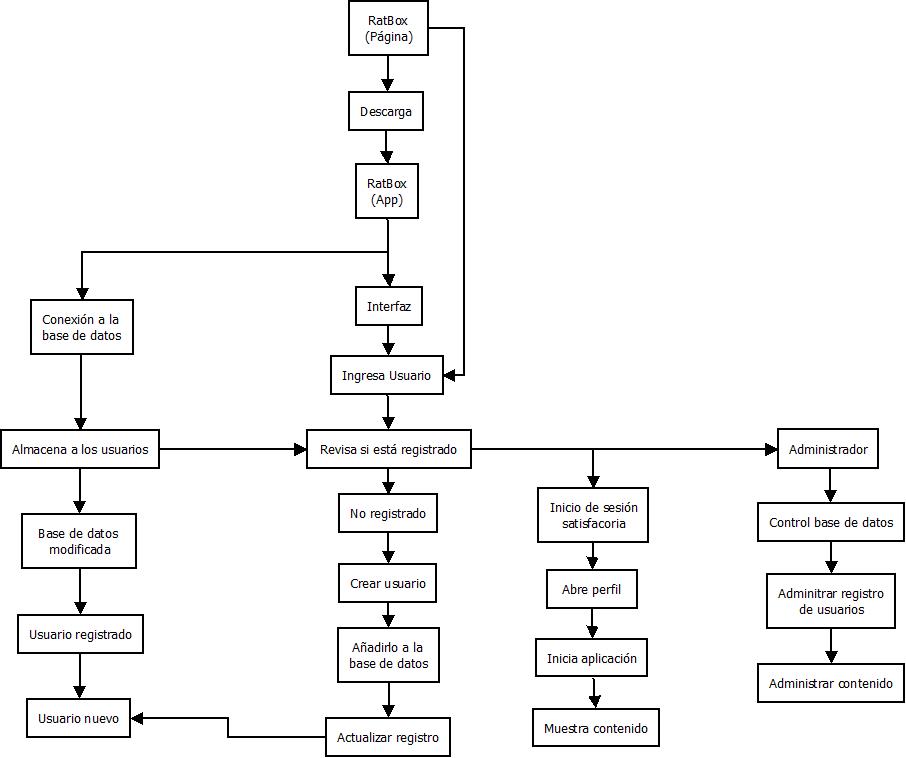 RatBox
(Página)
Descarga
RatBox
(App)
Interfaz
Conexión a la
base de datos
Ingresa Usuario
Almacena a los usuarios
Revisa si está registrado
Administrador
No registrado
Inicio de sesión
satisfacoria
Control base de datos
Base de datos
modificada
Crear usuario
Abre perfil
Adminitrar registro
de usuarios
Usuario registrado
Añadirlo a la
base de datos
Inicia aplicación
Administrar contenido
Usuario nuevo
Actualizar registro
Muestra contenido